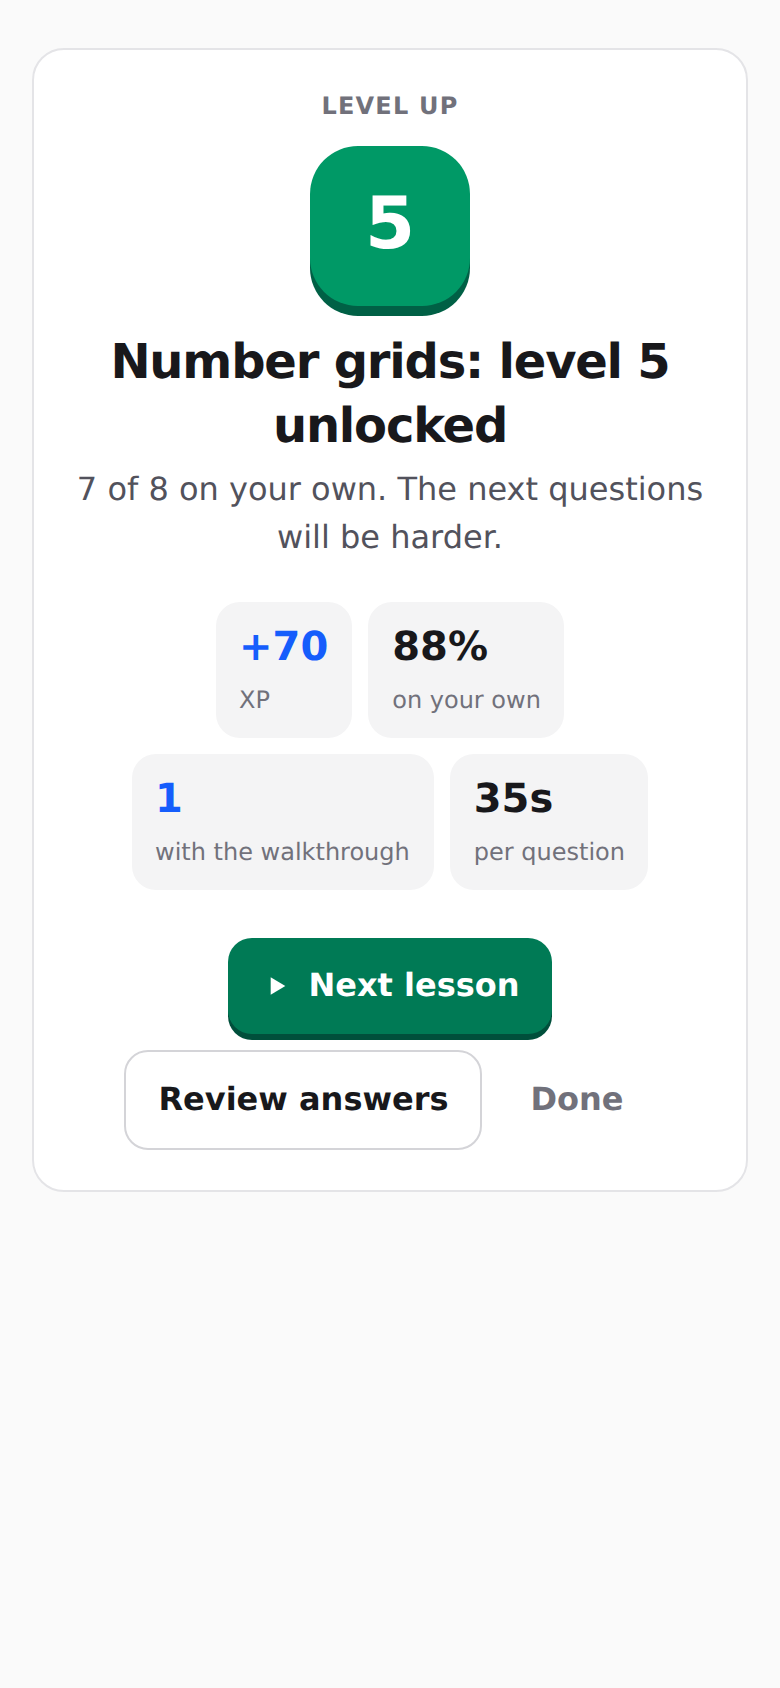 LEVEL UP
5
Number grids: level 5
unlocked
7 of 8 on your own. The next questions
will be harder.
+70
XP
88%
on your own
1
with the walkthrough
35s
per question
Next lesson
Review answers
Done